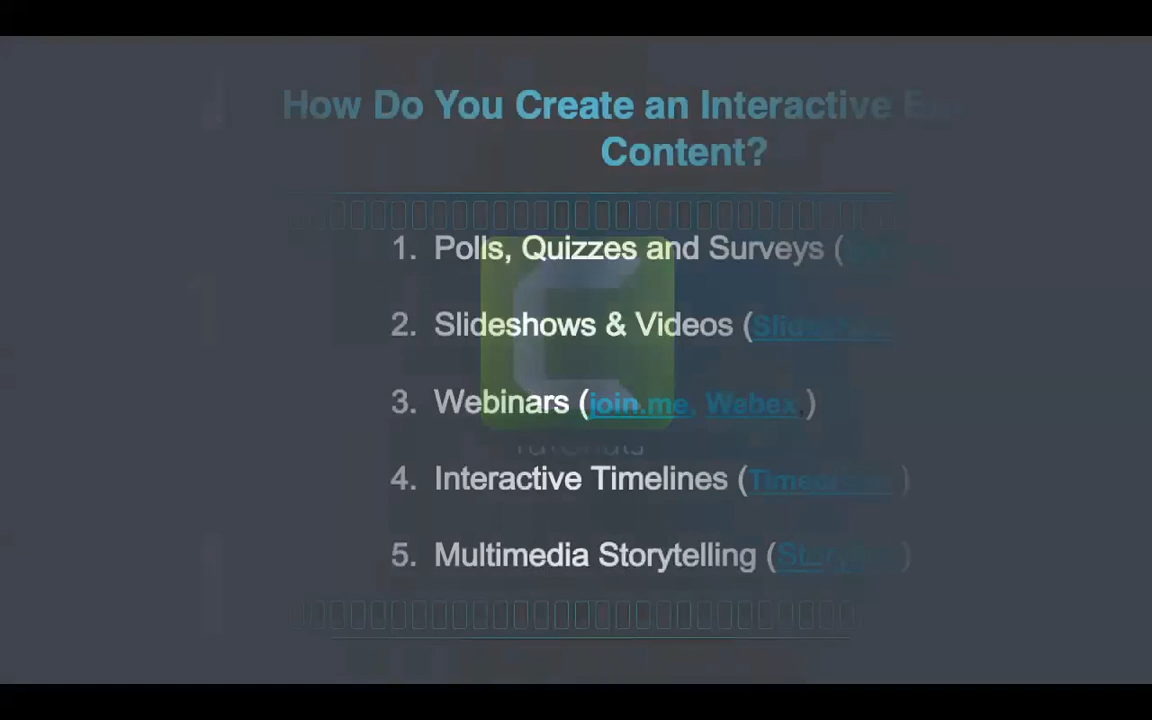 How Do You Create an Interactive
Content?
1. Polls, Quizzes and Surveys (
2. Slideshows & Videos (
3. Webinars (join.me, Webex,)
4. Interactive Timelines ( )
5. Multimedia Storytelling ( )